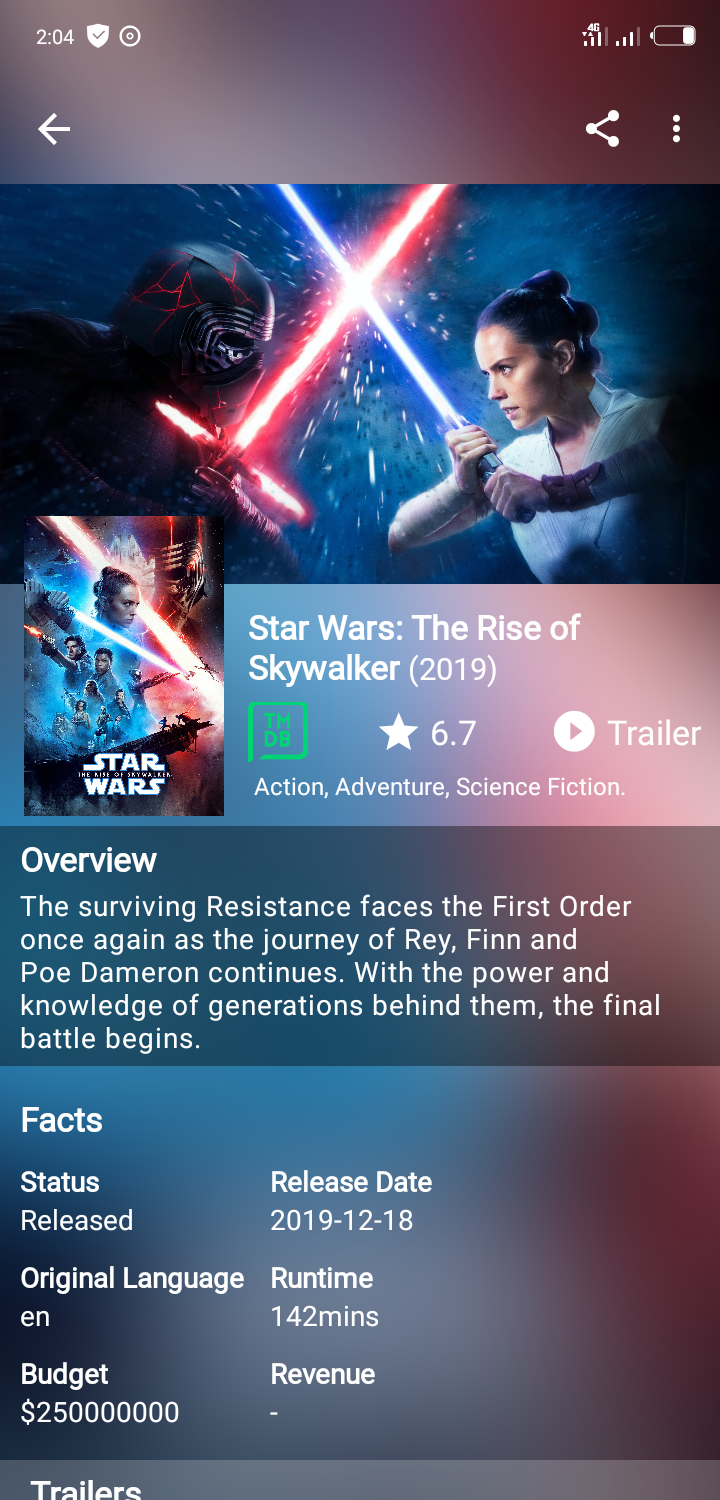 2:04
4G
Star Wars: The Rise of
Skywalker (2019)
TM
DB
6.7
Trailer
Action, Adventure, Science Fiction.
STAR
THE RISE OF SKYWALKER
WARS
Overview
The surviving Resistance faces the First Order
once again as the journey of Rey, Finn and
Poe Dameron continues. With the power and
knowledge of generations behind them, the final
battle begins.
Facts
Status
Release Date
Released
2019-12-18
Original Language
Runtime
en
142mins
Budget
Revenue
$250000000
-
Trailers